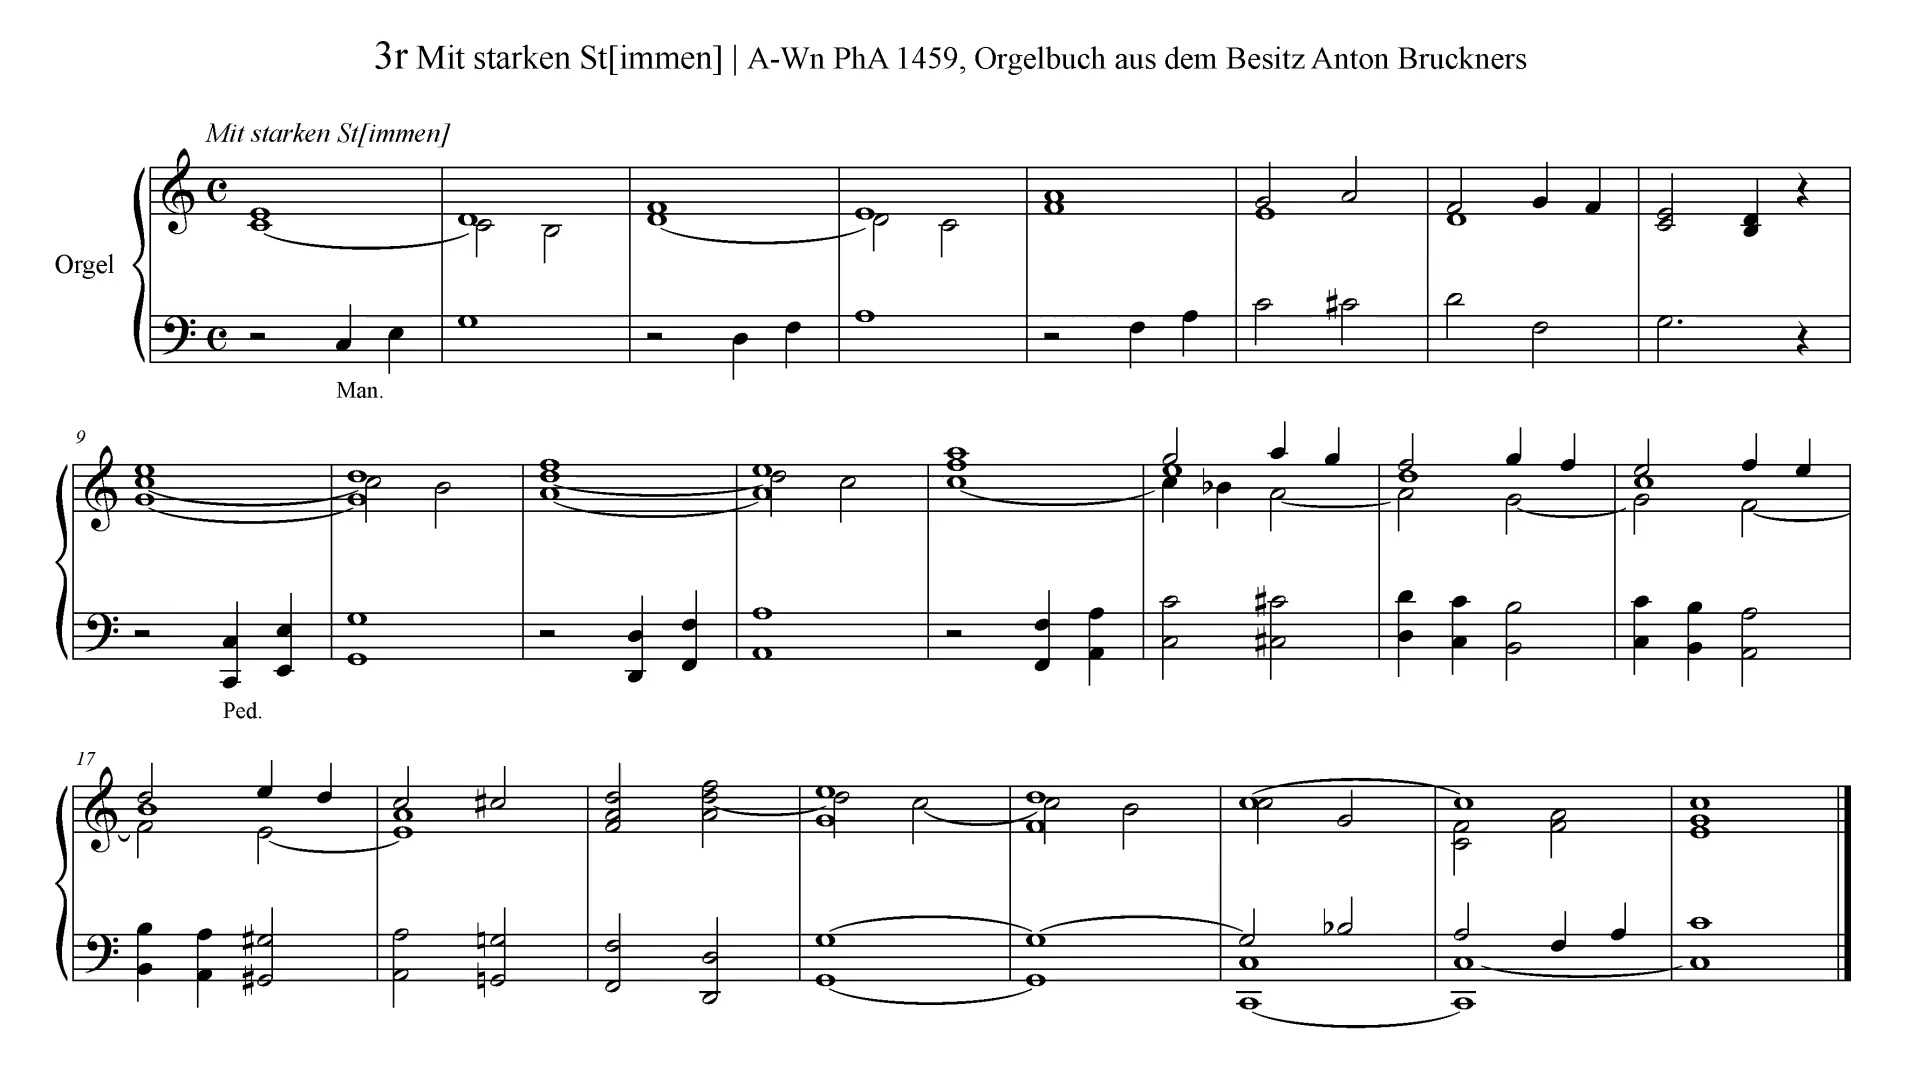 3r Mit starken St[immen] | A-Wn PhA 1459, Orgelbuch aus dem Besitz Anton Bruckners
Mit starken St[immen]
Orgel
Man.
9
Ped.
17